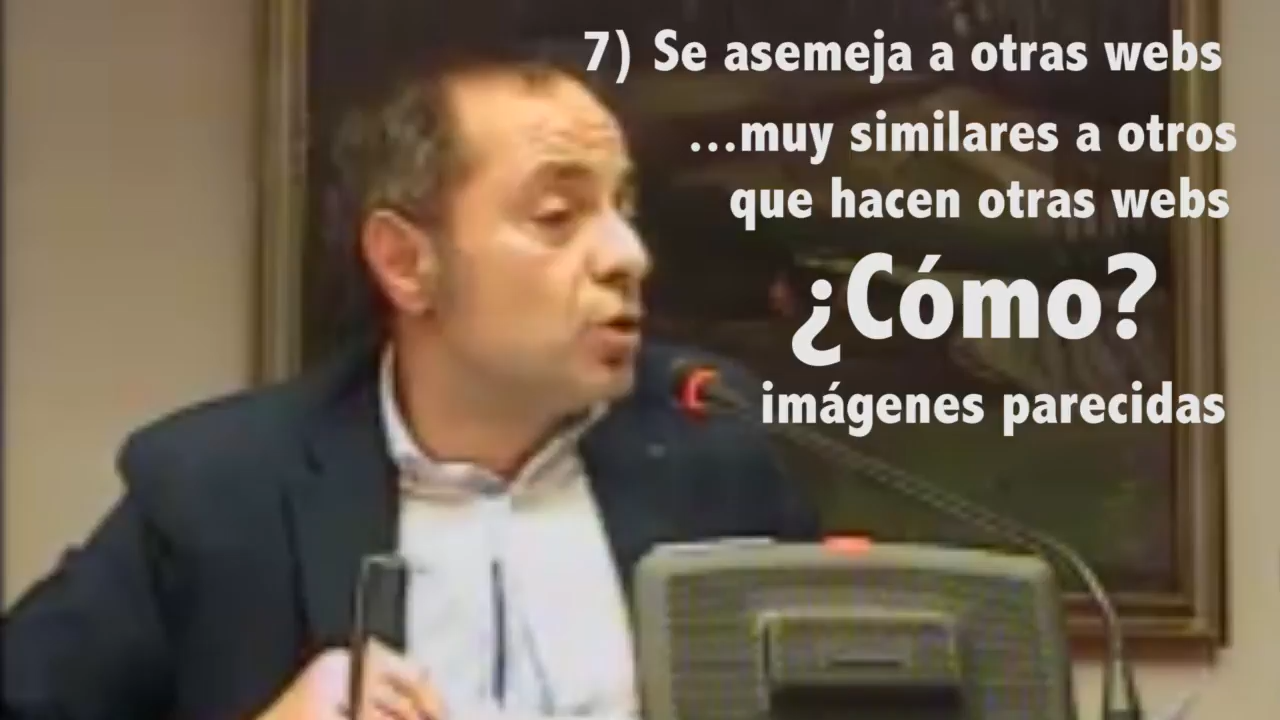 7) Se asemeja a otras webs
...muy similares a otros
que hacen otras webs
¿Cómo?
imágenes parecidas